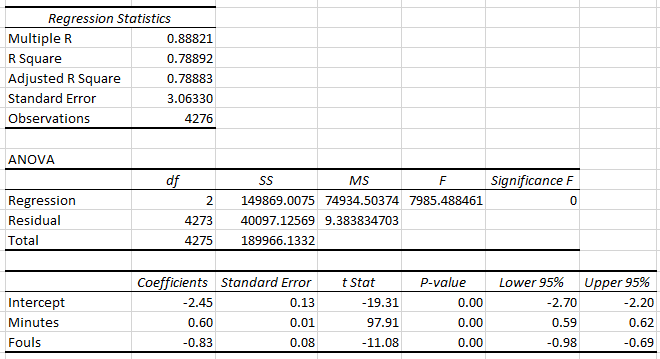 Regression Statistics
Multiple R 0.88821
R Square 0.78892
Adjusted R Square 0.78883
Standard Error 3.06330
Observations 4276
ANOVA
df SS MS F Significance F
Regression 2 149869.0075 74934.50374 7985.488461 0
Residual 4273 40097.12569 9.383834703
Total 4275 189966.1332
Coefficients Standard Error t Stat P-value Lower 95% Upper 95%
Intercept -2.45 0.13 -19.31 0.00 -2.70 -2.20
Minutes 0.60 0.01 97.91 0.00 0.59 0.62
Fouls -0.83 0.08 -11.08 0.00 -0.98 -0.69